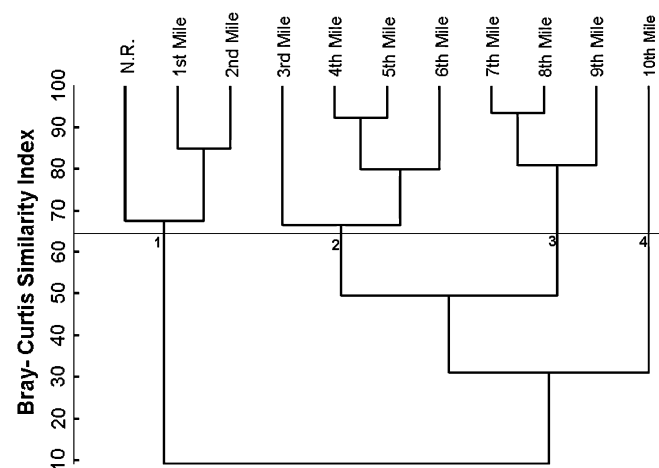 N.R.
1st Mile
2nd Mile
3rd Mile
4th Mile
5th Mile
6th Mile
7th Mile
8th Mile
9th Mile
10th Mile
Bray- Curtis Similarity Index
100
90
80
70
60
50
40
30
20
10
1
2
3
4